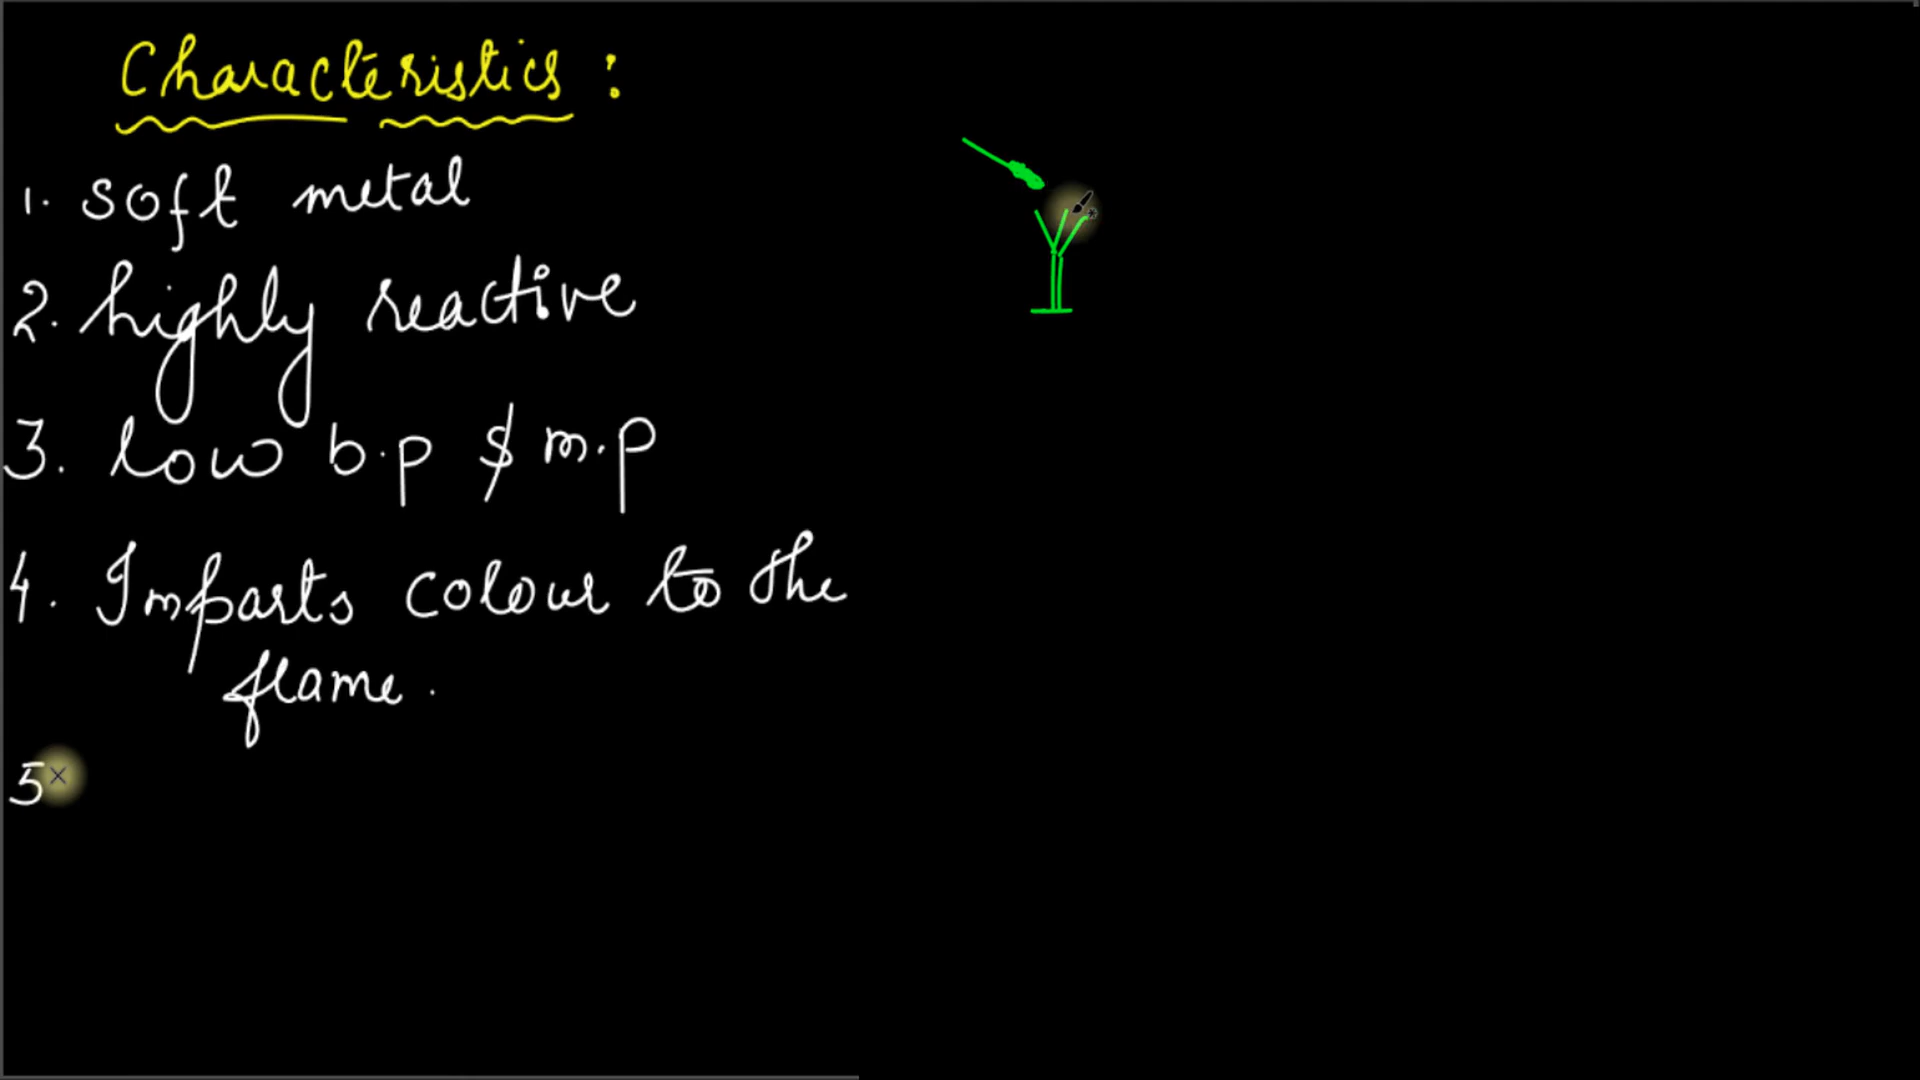 Characteristics :
1. soft metal
2. highly reactive
3. low b.p & m.p
4. Imparts colour to the
flame.
5